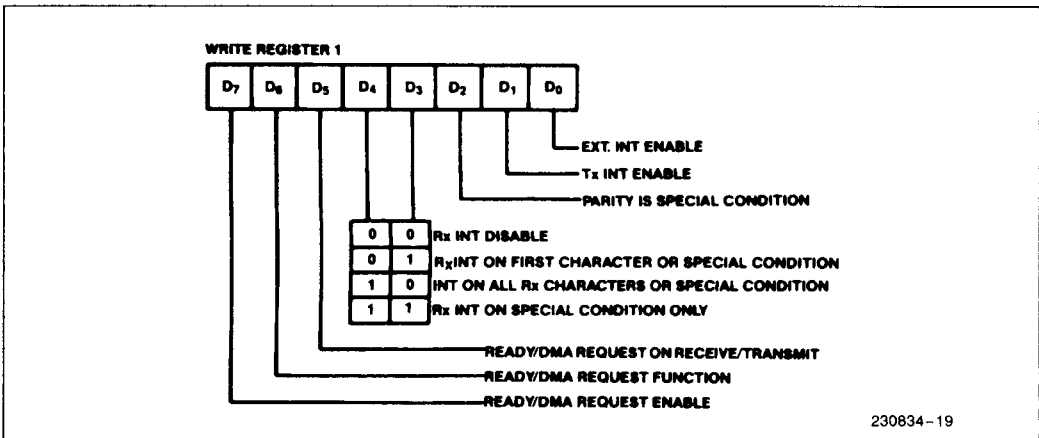 WRITE REGISTER 1
D7 D6 D5 D4 D3 D2 D1 D0
EXT. INT ENABLE
Tx INT ENABLE
PARITY IS SPECIAL CONDITION
0 0 Rx INT DISABLE
0 1 RxINT ON FIRST CHARACTER OR SPECIAL CONDITION
1 0 INT ON ALL Rx CHARACTERS OR SPECIAL CONDITION
1 1 Rx INT ON SPECIAL CONDITION ONLY
READY/DMA REQUEST ON RECEIVE/TRANSMIT
READY/DMA REQUEST FUNCTION
READY/DMA REQUEST ENABLE
230834-19